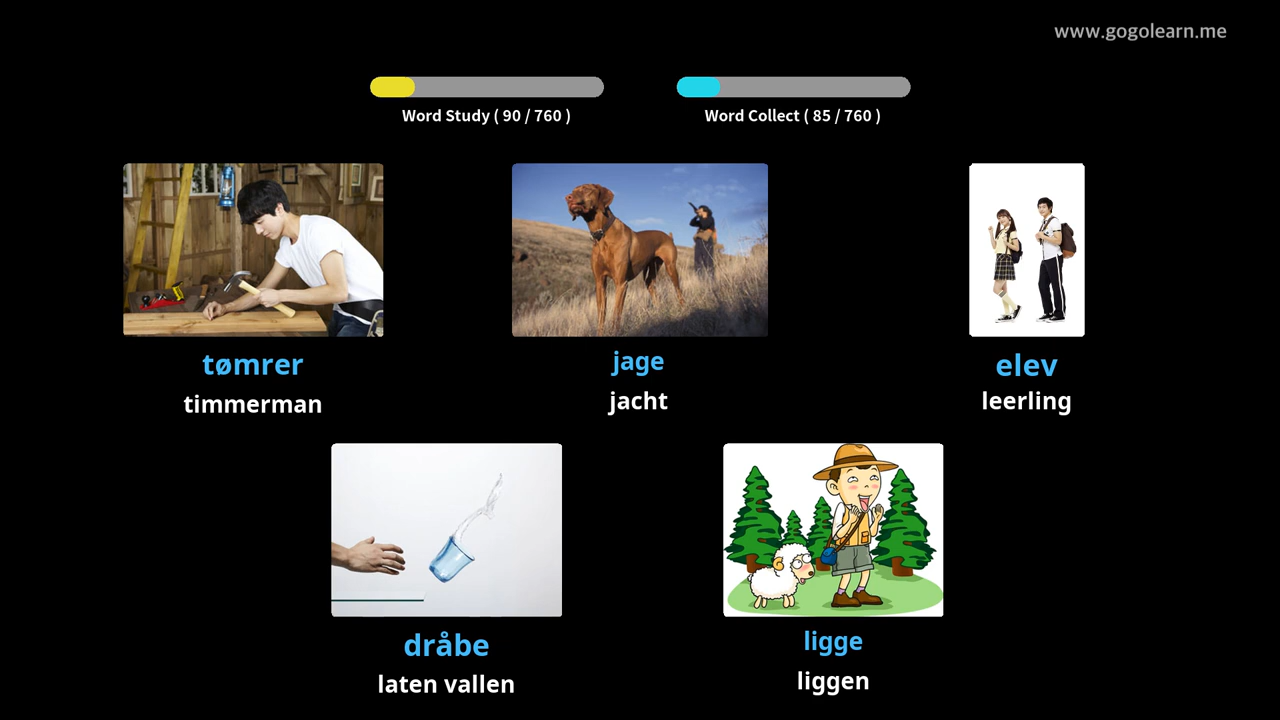 www.gogolearn.me
Word Study ( 90 / 760 )
Word Collect ( 85 / 760 )
tømrer
timmerman
jage
jacht
elev
leerling
dråbe
laten vallen
ligge
liggen